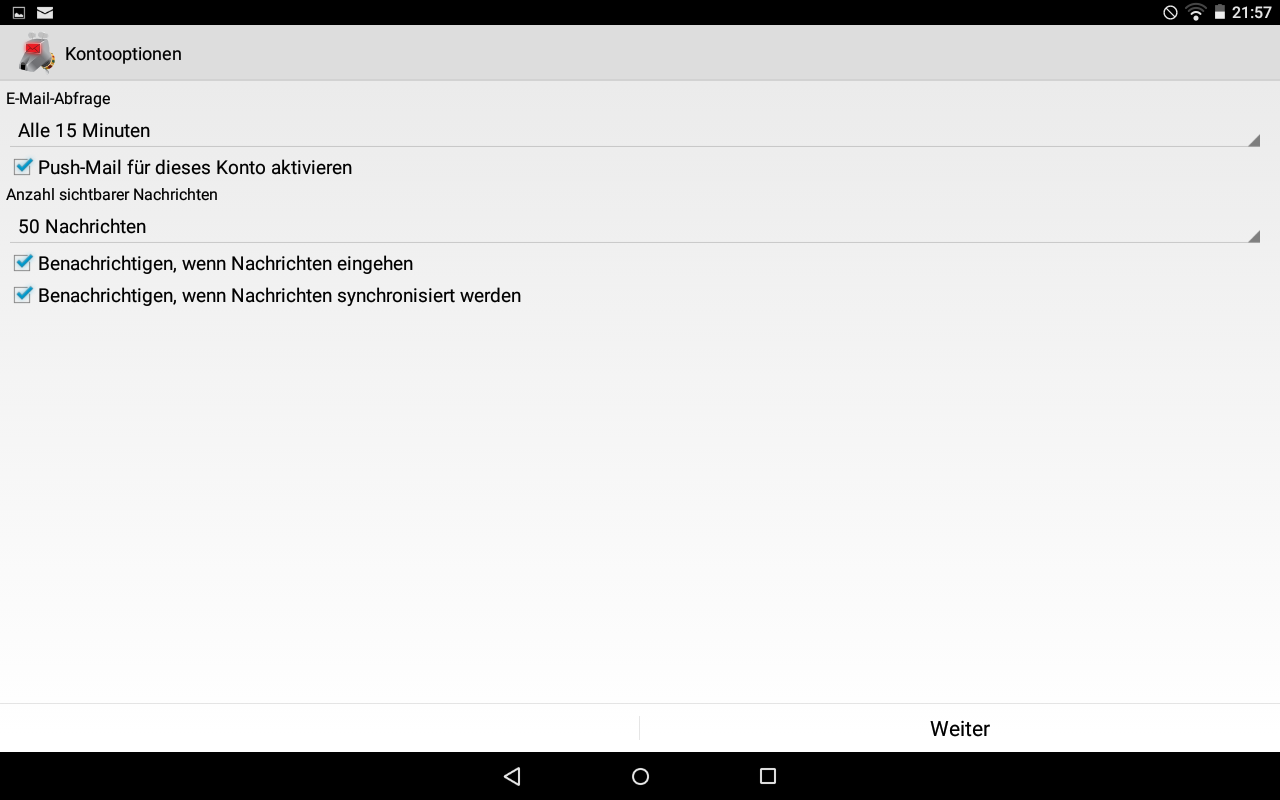 21:57
Kontooptionen
E-Mail-Abfrage
Alle 15 Minuten
Push-Mail für dieses Konto aktivieren
Anzahl sichtbarer Nachrichten
50 Nachrichten
Benachrichtigen, wenn Nachrichten eingehen
Benachrichtigen, wenn Nachrichten synchronisiert werden
Weiter